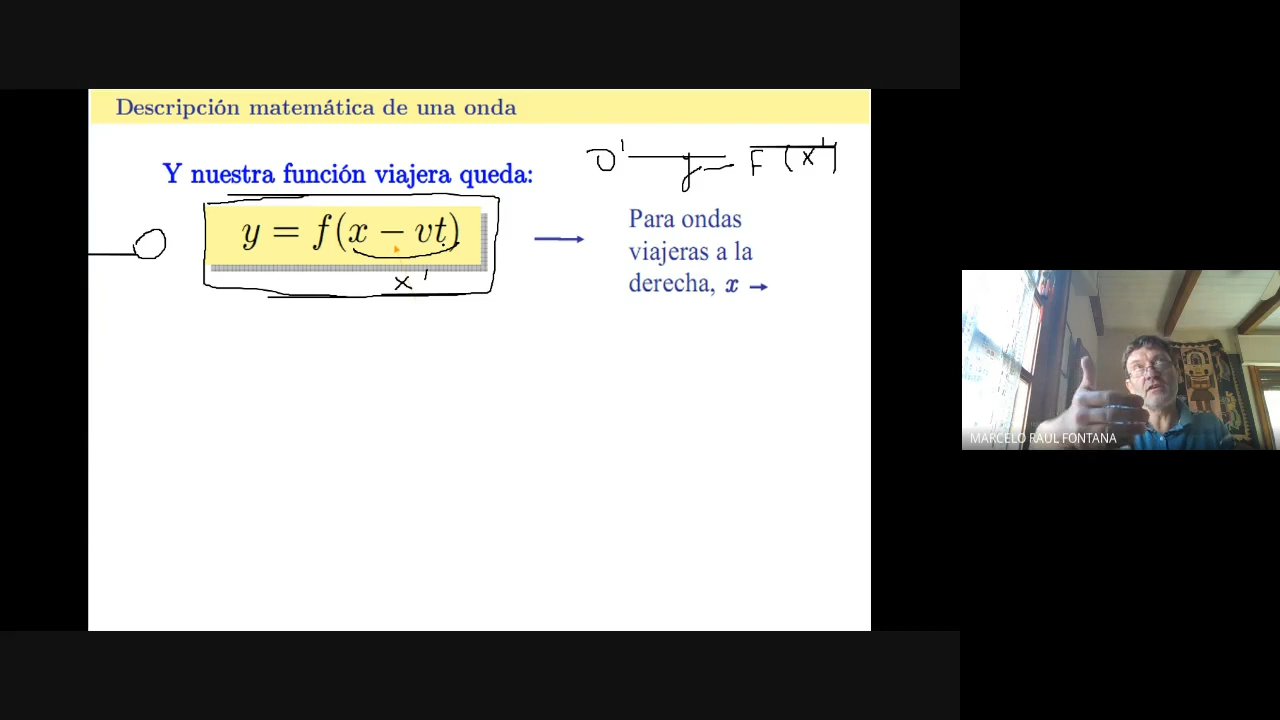 Descripción matemática de una onda
Y nuestra función viajera queda:
O' y = F (x')
O
y = f(x − vt)
x'
Para ondas
viajeras a la
derecha, x →
MARCELO RAUL FONTANA